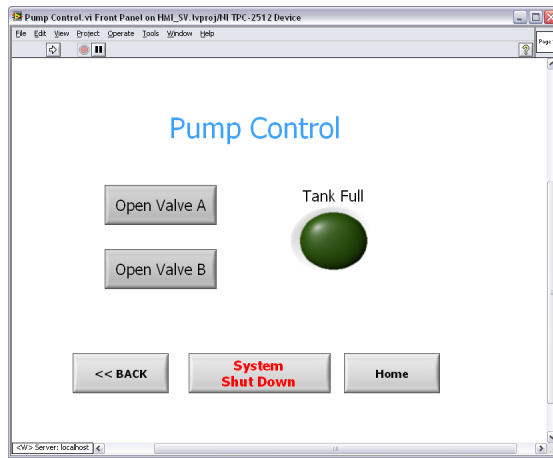 Pump Control.vi Front Panel on HMI_SV.lvproj/NI TPC-2512 Device
File Edit View Project Operate Tools Window Help
Page
Pump Control
Open Valve A
Tank Full
Open Valve B
<< BACK
System
Shut Down
Home
<W> Server: localhost